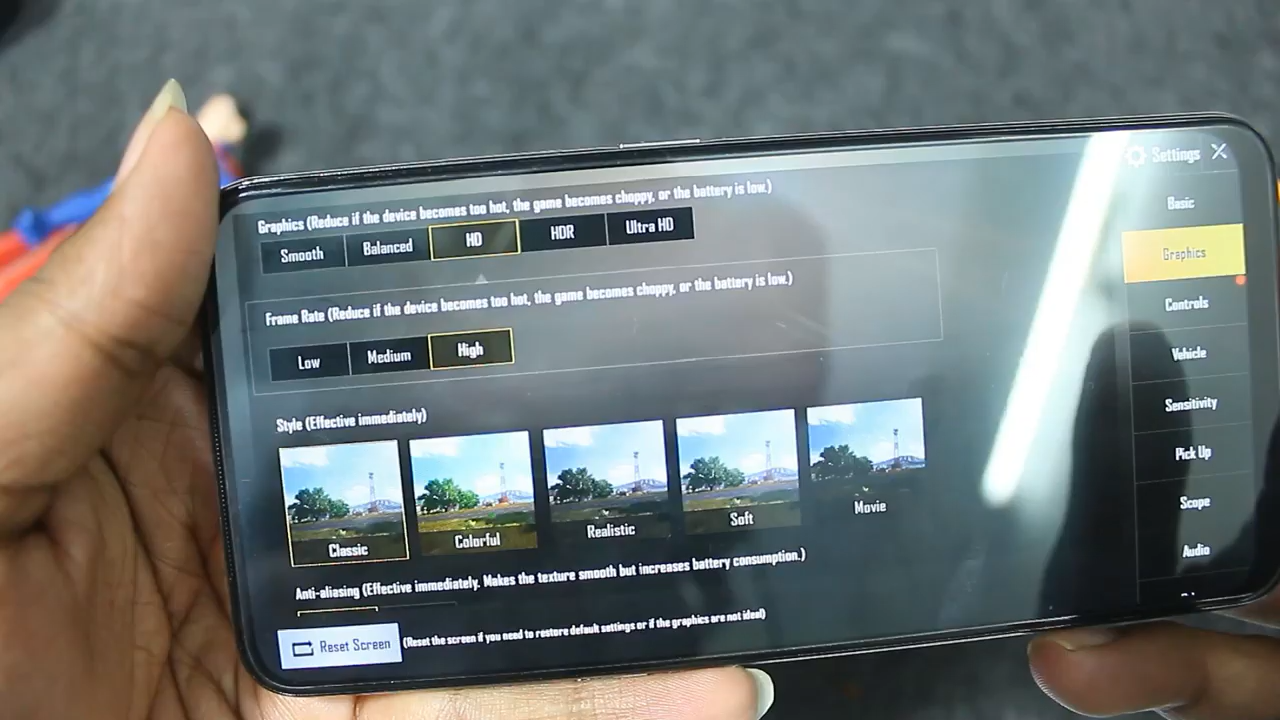 Settings
Graphics (Reduce if the device becomes too hot, the game becomes choppy, or the battery is low.)
Smooth Balanced HD HDR Ultra HD
Frame Rate (Reduce if the device becomes too hot, the game becomes choppy, or the battery is low.)
Low Medium High
Style (Effective immediately)
Classic Colorful Realistic Soft Movie
Anti-aliasing (Effective immediately. Makes the texture smooth but increases battery consumption.)
Reset Screen (Reset the screen if you need to restore default settings or if the graphics are not ideal)
Basic
Graphics
Controls
Vehicle
Sensitivity
Pick Up
Scope
Audio